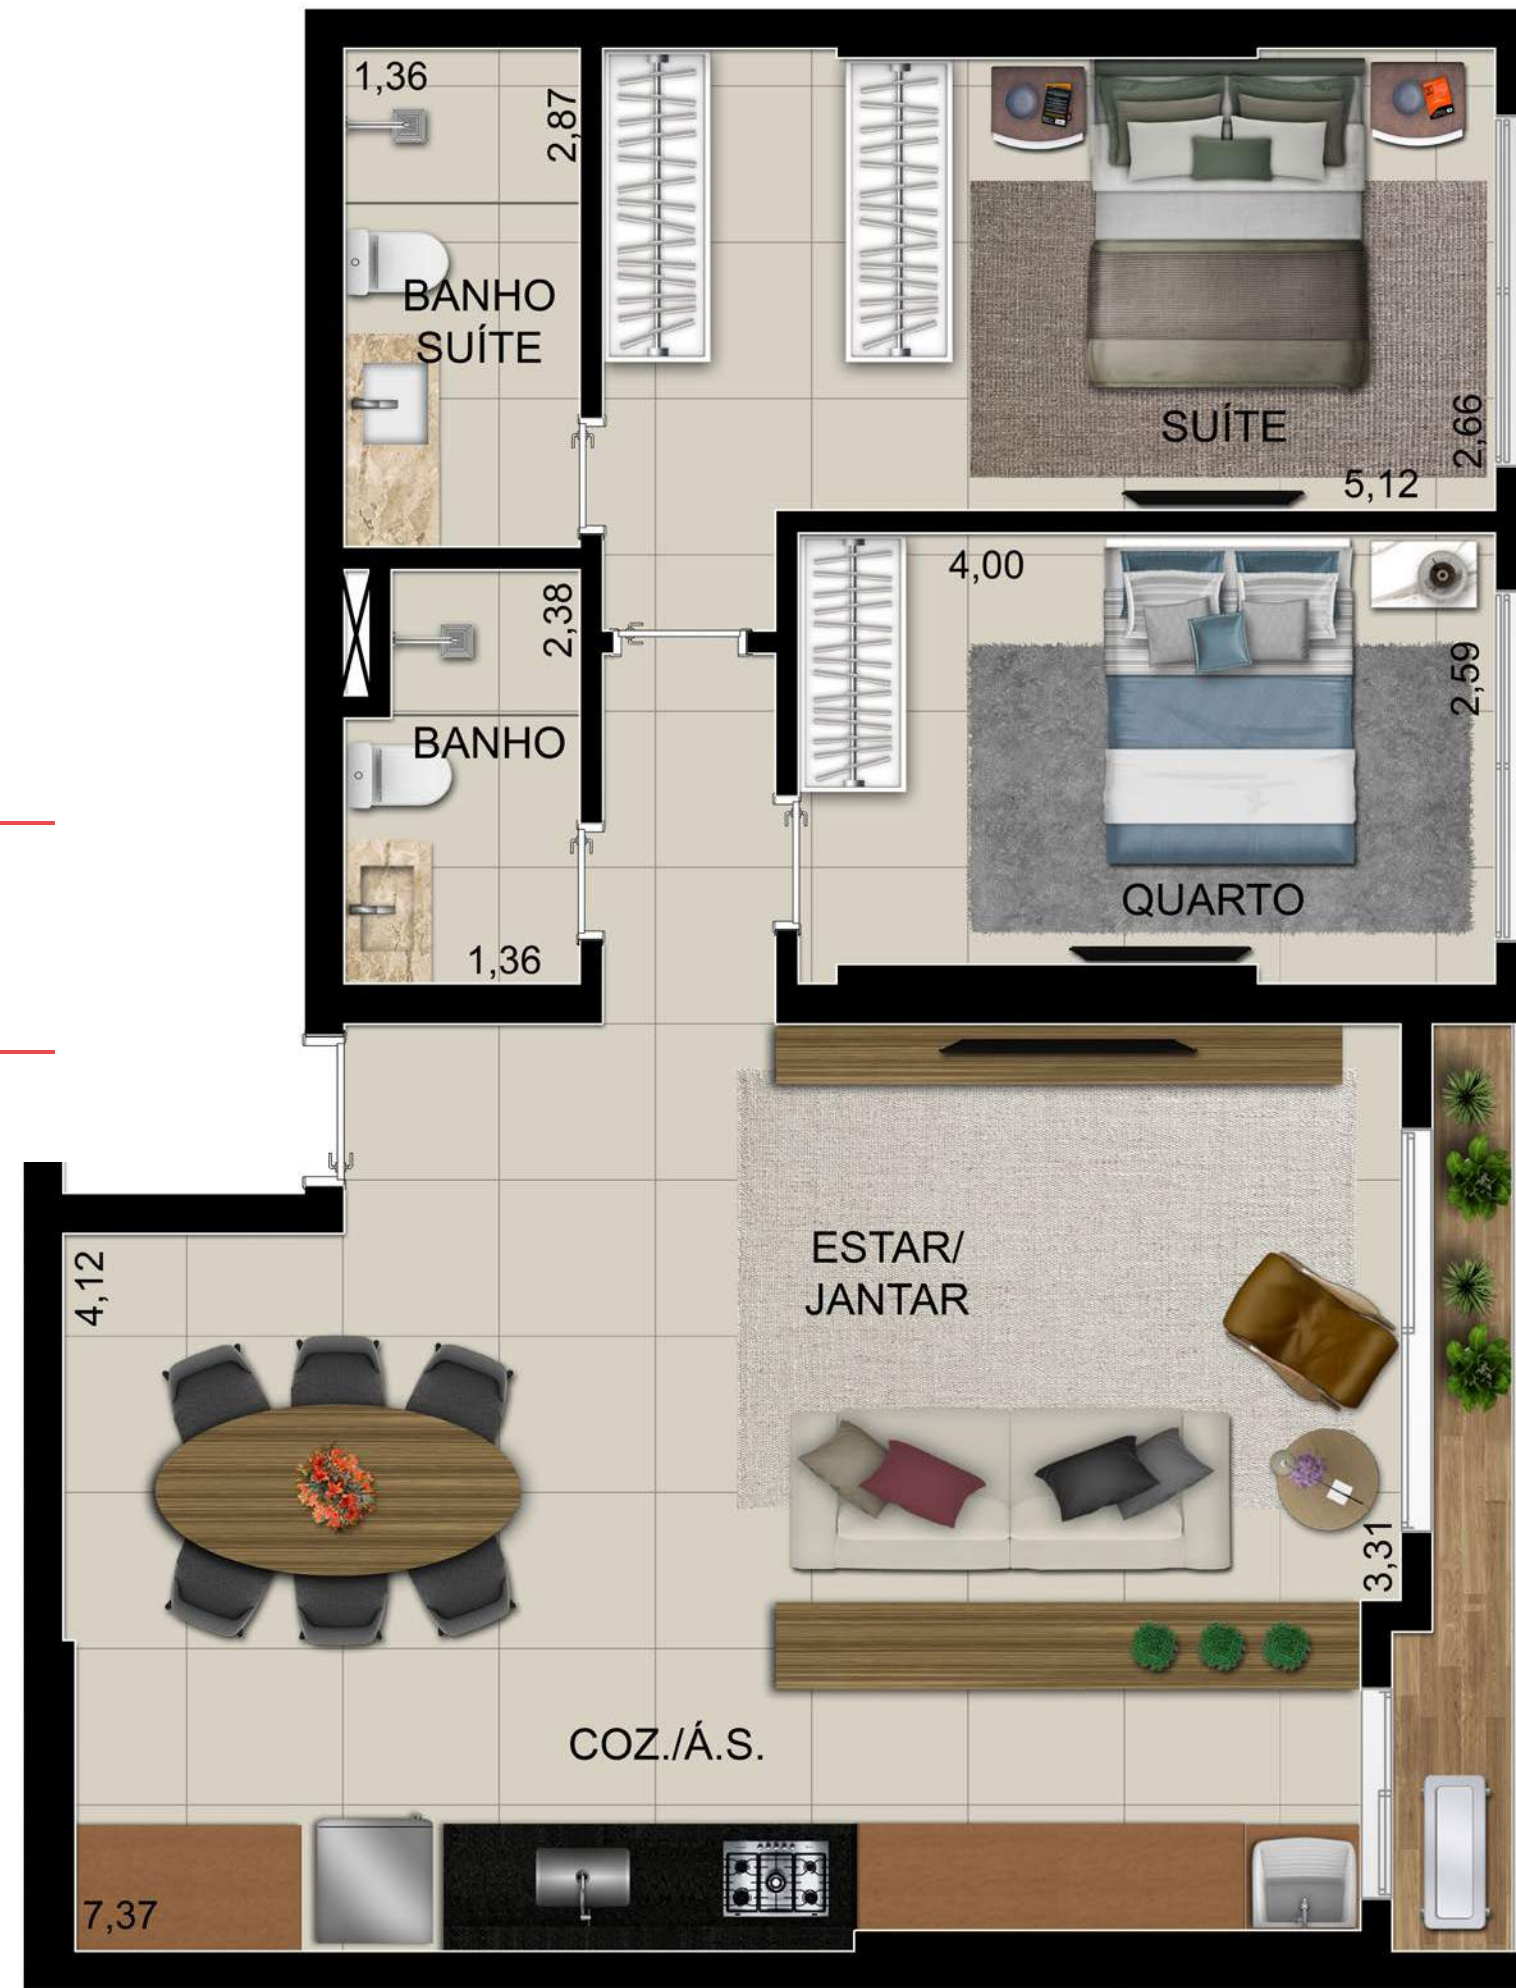 1,36
2,87
BANHO
SUÍTE
SUÍTE
2,66
5,12
4,00
2,38
2,59
BANHO
QUARTO
1,36
4,12
ESTAR/
JANTAR
3,31
COZ./Á.S.
7,37